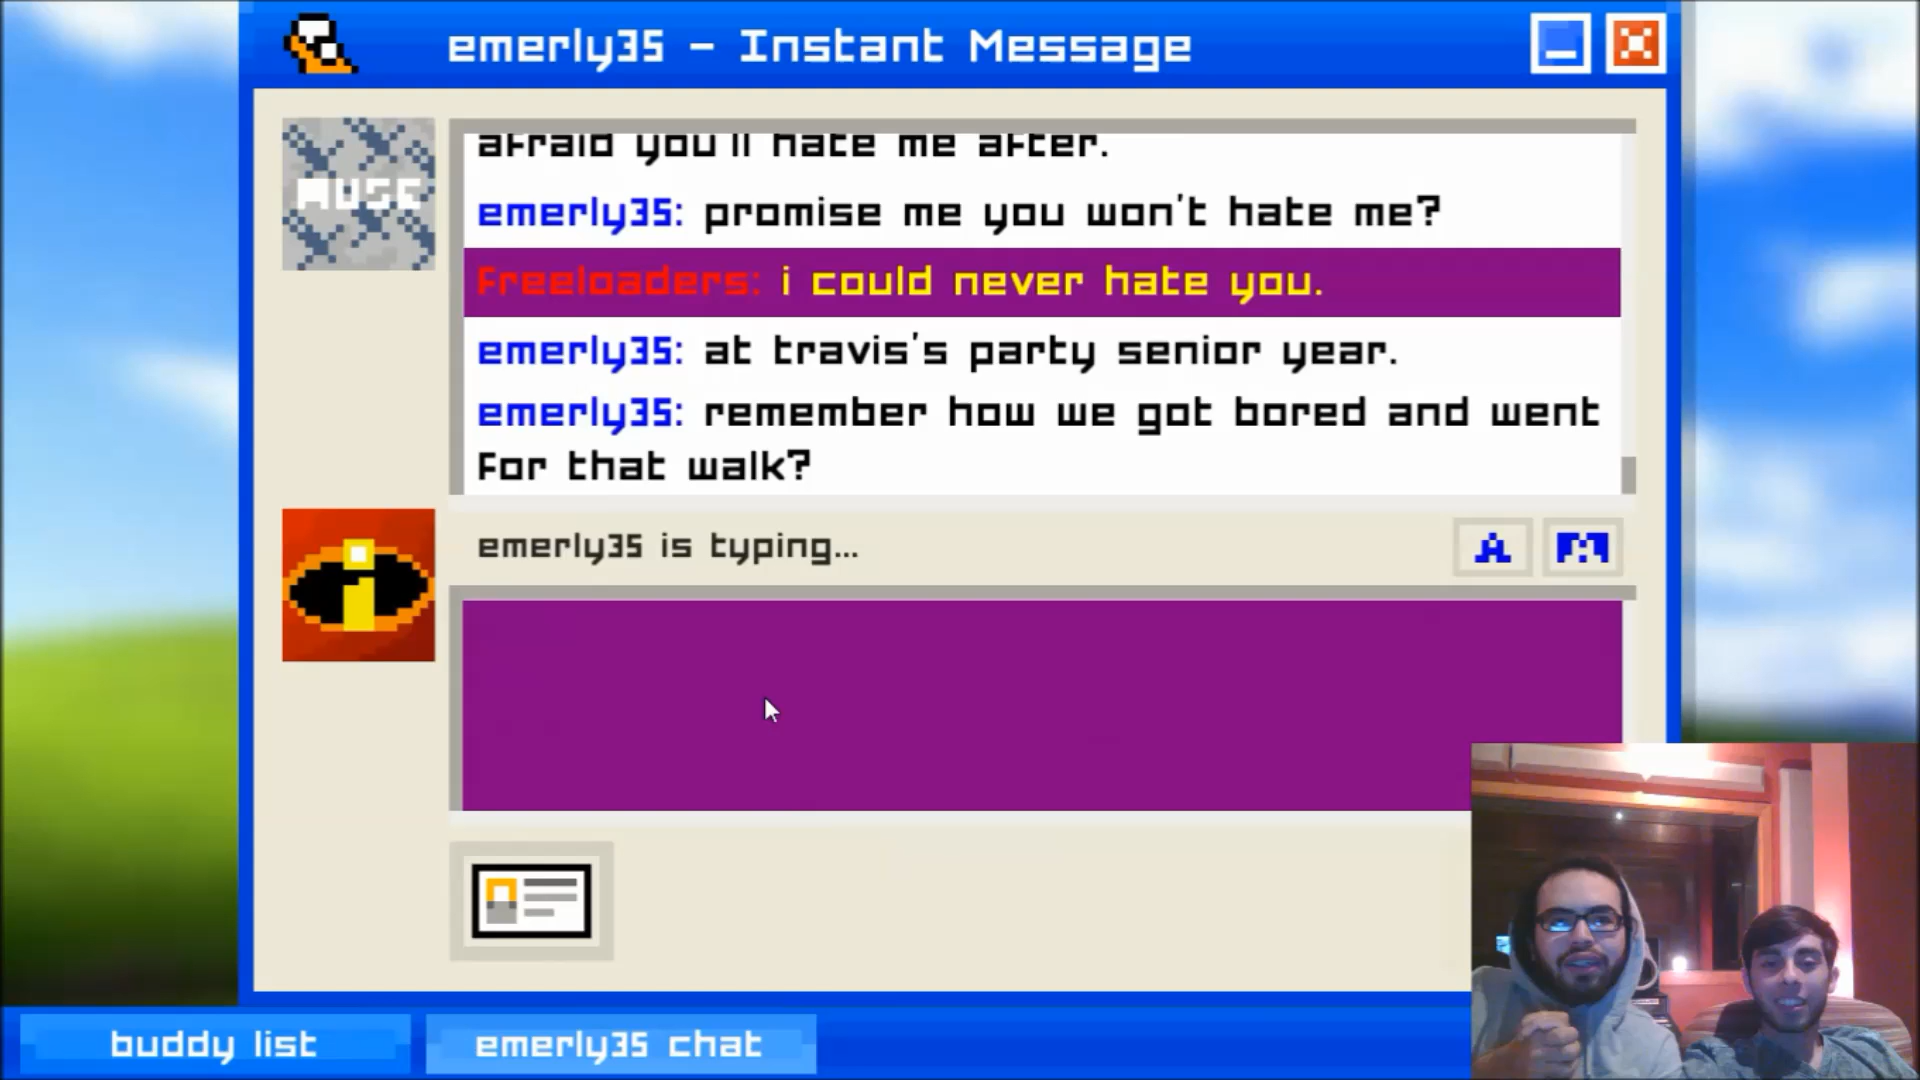 emerly35 - Instant Message
MUSE
afraid you'll hate me after.
emerly35: promise me you won't hate me?
Freeloaders: i could never hate you.
emerly35: at travis's party senior year.
emerly35: remember how we got bored and went
for that walk?
emerly35 is typing...
A
buddy list
emerly35 chat